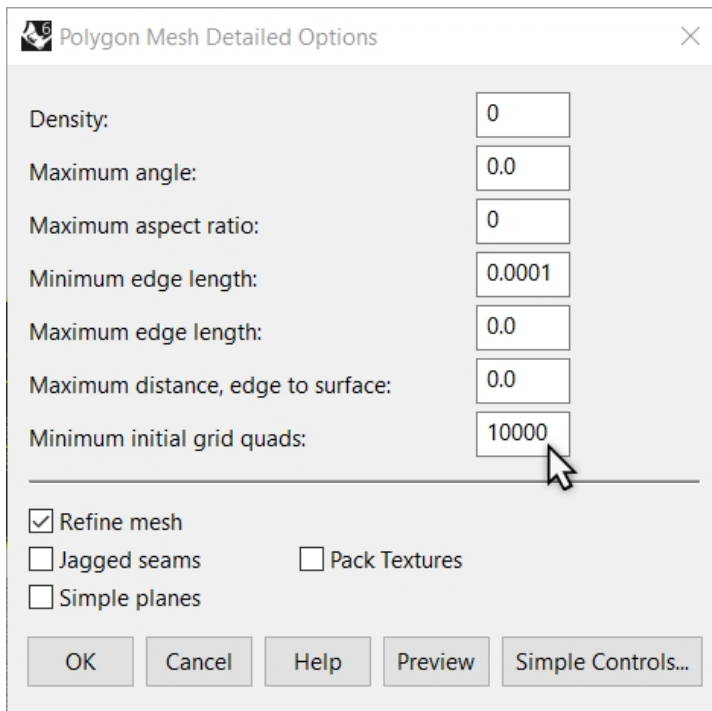 6
Polygon Mesh Detailed Options
Density: 0
Maximum angle: 0.0
Maximum aspect ratio: 0
Minimum edge length: 0.0001
Maximum edge length: 0.0
Maximum distance, edge to surface: 0.0
Minimum initial grid quads: 10000
Refine mesh
Jagged seams Pack Textures
Simple planes
OK Cancel Help Preview Simple Controls...